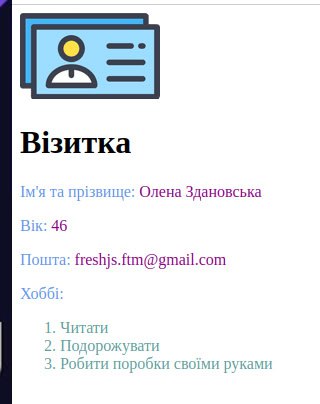 Візитка
Ім'я та прізвище: Олена Здановська
Вік: 46
Пошта: freshjs.ftm@gmail.com
Хоббі:
1. Читати
2. Подорожувати
3. Робити поробки своїми руками